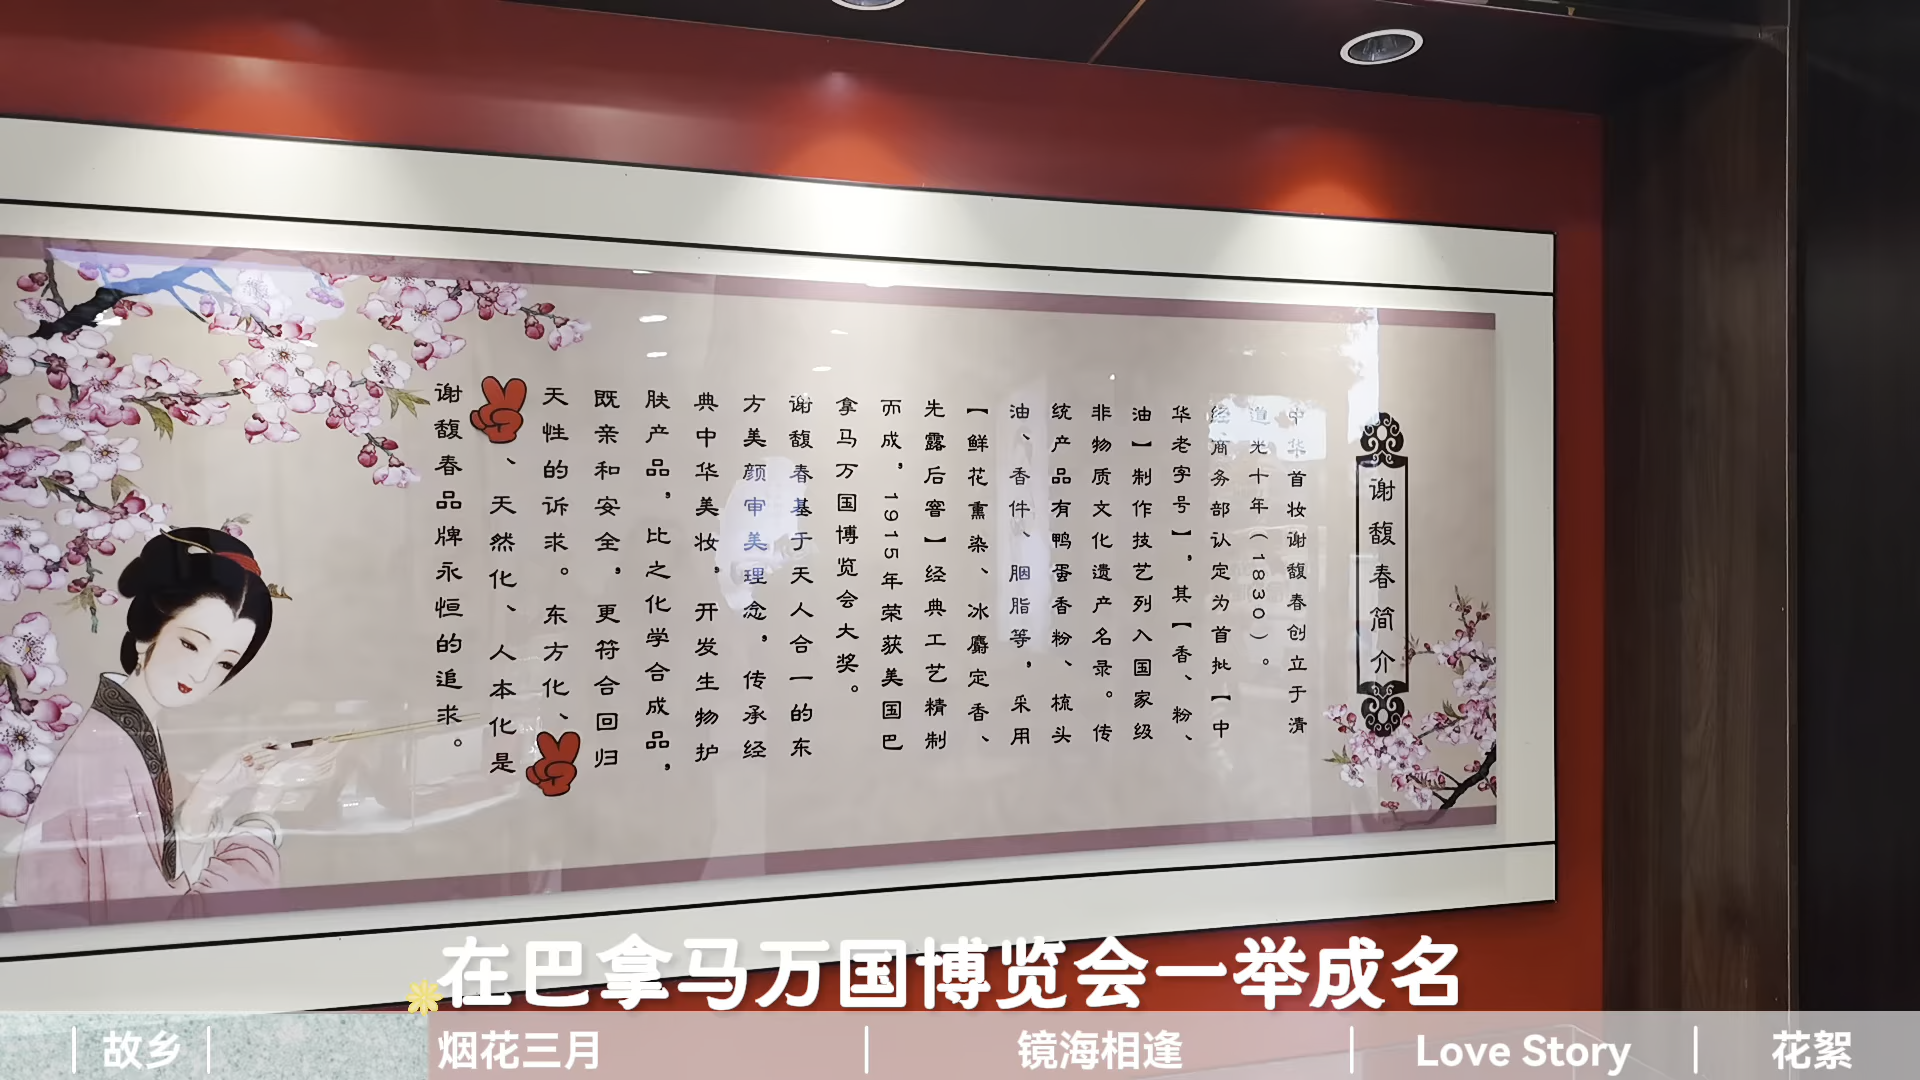 谢馥春简介
中华首妆谢馥春创立于清
道光十年(1830)。
经商务部认定为首批【中
华老字号】,其【香、粉、
油】制作技艺列入国家级
非物质文化遗产名录。传
统产品有鸭蛋香粉、梳头
油、香件、胭脂等,采用
【鲜花熏染、冰麝定香、
先露后窨】经典工艺精制
而成,1915年荣获美国巴
拿马万国博览会大奖。
谢馥春基于天人合一的东
方美颜审美理念,传承经
典中华美妆,开发生物护
肤产品,比之化学合成品,
既亲和安全,更符合回归
天性的诉求。东方化、
、天然化、人本化是
谢馥春品牌永恒的追求。
在巴拿马万国博览会一举成名
故乡
烟花三月
镜海相逢
Love Story
花絮